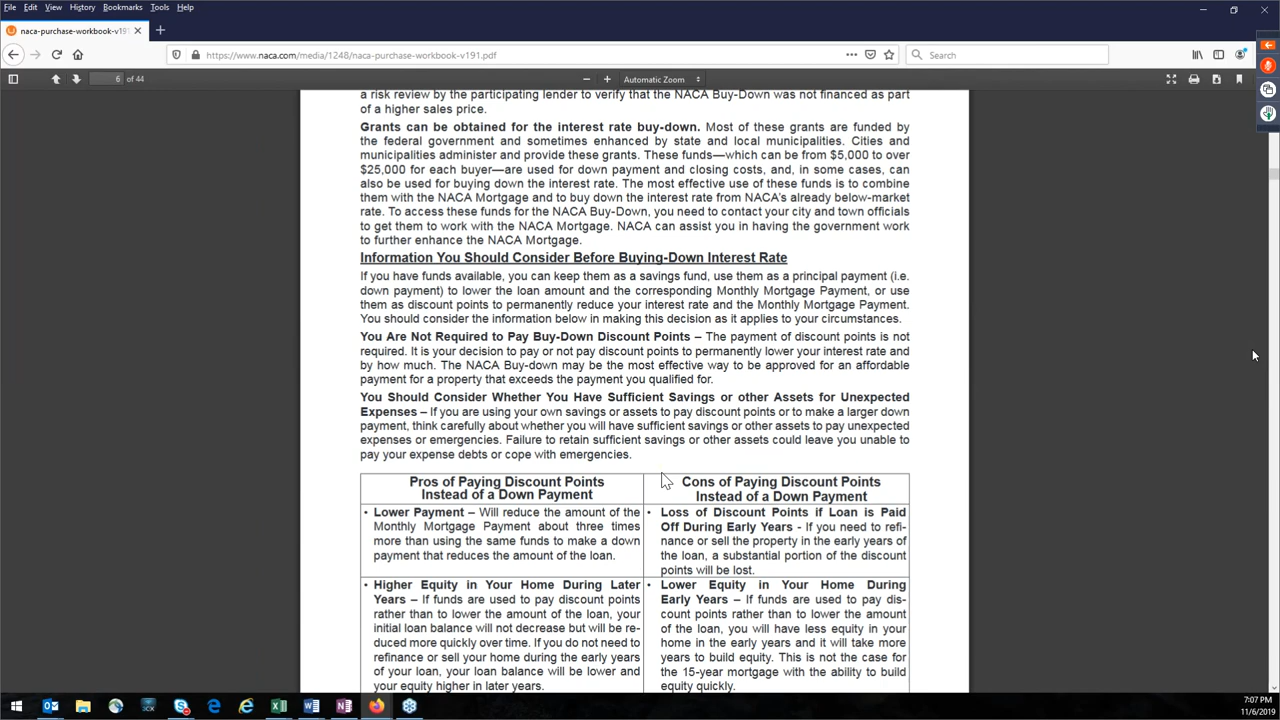 File Edit View History Bookmarks Tools Help
naca-purchase-workbook-v191
https://www.naca.com/media/1248/naca-purchase-workbook-v191.pdf
Search
6 of 44
Automatic Zoom
a risk review by the participating lender to verify that the NACA Buy-Down was not financed as part
of a higher sales price.
Grants can be obtained for the interest rate buy-down. Most of these grants are funded by
the federal government and sometimes enhanced by state and local municipalities. Cities and
municipalities administer and provide these grants. These funds—which can be from $5,000 to over
$25,000 for each buyer—are used for down payment and closing costs, and, in some cases, can
also be used for buying down the interest rate. The most effective use of these funds is to combine
them with the NACA Mortgage and to buy down the interest rate from NACA's already below-market
rate. To access these funds for the NACA Buy-Down, you need to contact your city and town officials
to get them to work with the NACA Mortgage. NACA can assist you in having the government work
to further enhance the NACA Mortgage.
Information You Should Consider Before Buying-Down Interest Rate
If you have funds available, you can keep them as a savings fund, use them as a principal payment (i.e.
down payment) to lower the loan amount and the corresponding Monthly Mortgage Payment, or use
them as discount points to permanently reduce your interest rate and the Monthly Mortgage Payment.
You should consider the information below in making this decision as it applies to your circumstances.
You Are Not Required to Pay Buy-Down Discount Points – The payment of discount points is not
required. It is your decision to pay or not pay discount points to permanently lower your interest rate and
by how much. The NACA Buy-down may be the most effective way to be approved for an affordable
payment for a property that exceeds the payment you qualified for.
You Should Consider Whether You Have Sufficient Savings or other Assets for Unexpected
Expenses – If you are using your own savings or assets to pay discount points or to make a larger down
payment, think carefully about whether you will have sufficient savings or other assets to pay unexpected
expenses or emergencies. Failure to retain sufficient savings or other assets could leave you unable to
pay your expense debts or cope with emergencies.
Pros of Paying Discount Points
Instead of a Down Payment
• Lower Payment – Will reduce the amount of the
Monthly Mortgage Payment about three times
more than using the same funds to make a down
payment that reduces the amount of the loan.
• Higher Equity in Your Home During Later
Years – If funds are used to pay discount points
rather than to lower the amount of the loan, your
initial loan balance will not decrease but will be re-
duced more quickly over time. If you do not need to
refinance or sell your home during the early years
of your loan, your loan balance will be lower and
your equity higher in later years.
Cons of Paying Discount Points
Instead of a Down Payment
• Loss of Discount Points if Loan is Paid
Off During Early Years - If you need to refi-
nance or sell the property in the early years of
the loan, a substantial portion of the discount
points will be lost.
• Lower Equity in Your Home During
Early Years – If funds are used to pay dis-
count points rather than to lower the amount
of the loan, you will have less equity in your
home in the early years and it will take more
years to build equity. This is not the case for
the 15-year mortgage with the ability to build
equity quickly.
7:07 PM
11/6/2019